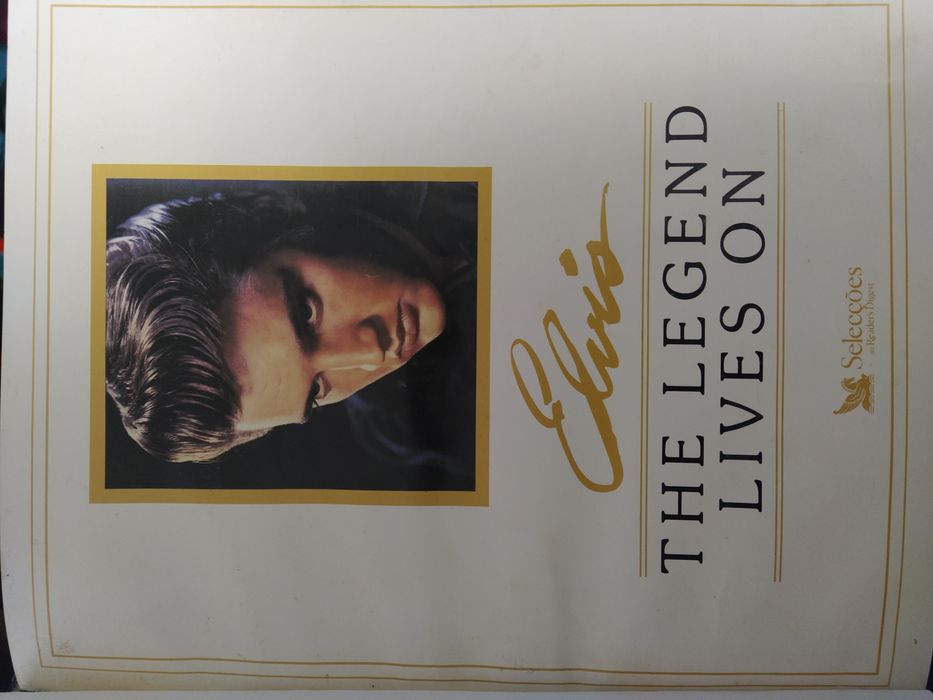 Elvis
THE LEGEND
LIVES ON
Selecções
do Reader's Digest